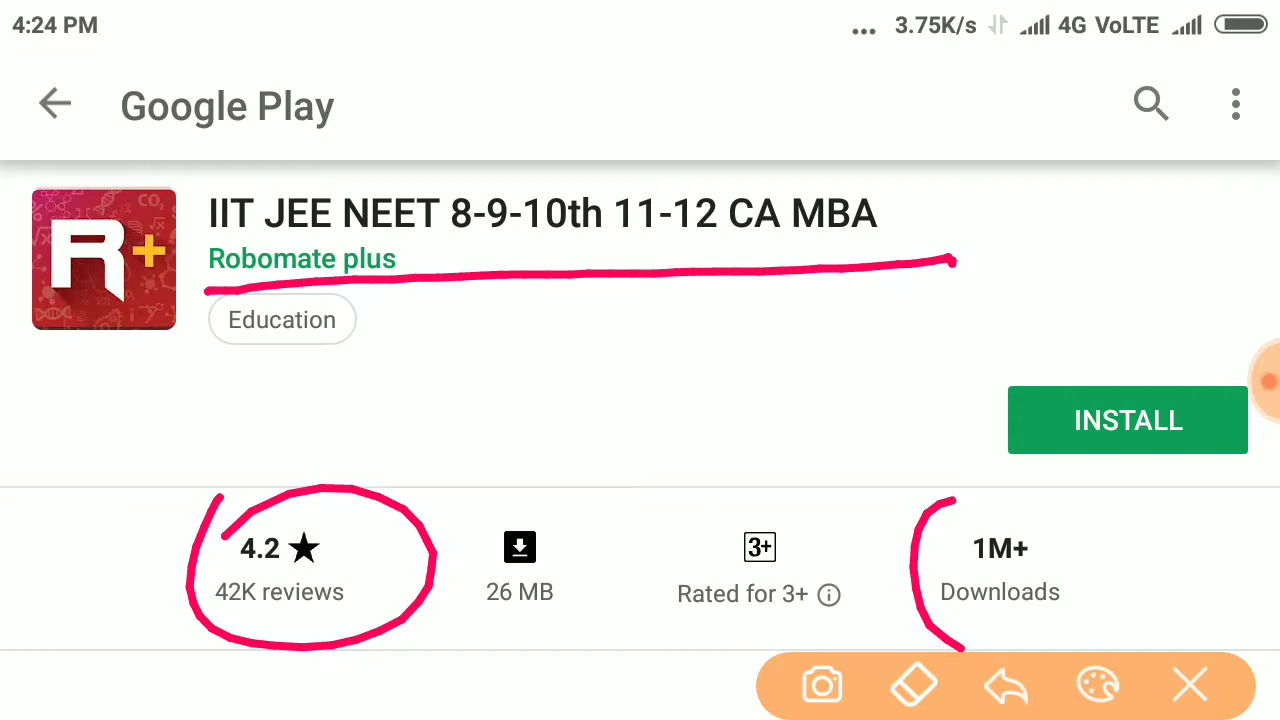 4:24 PM ... 3.75K/s 4G VoLTE
Google Play
R+ CO₂
IIT JEE NEET 8-9-10th 11-12 CA MBA
Robomate plus
Education
INSTALL
4.2 ★ 3+ 1M+
42K reviews 26 MB Rated for 3+ Downloads